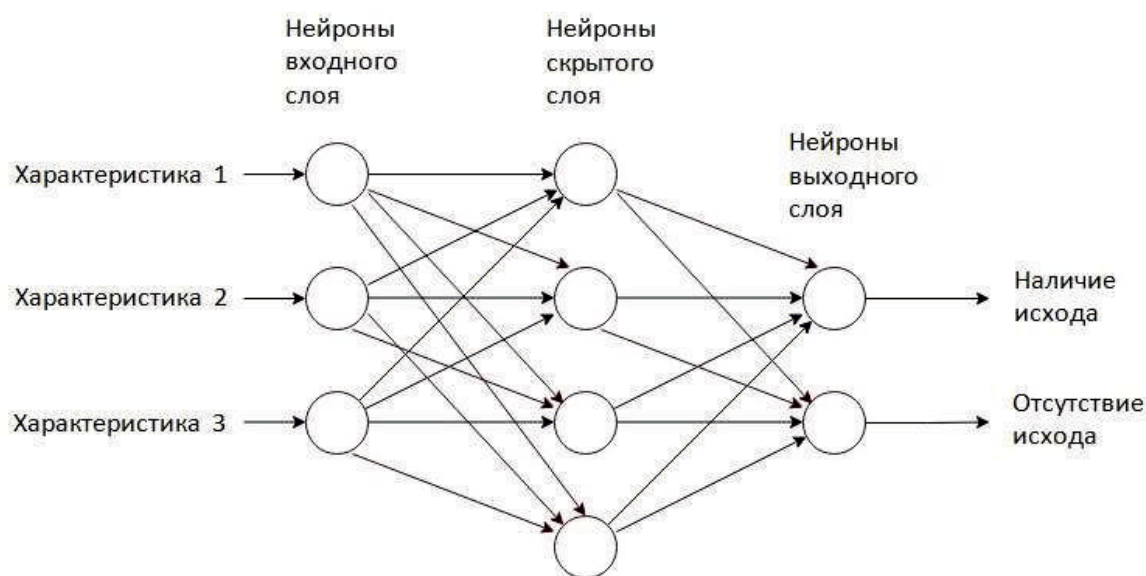 Нейроны
входного
слоя
Нейроны
скрытого
слоя
Нейроны
выходного
слоя
Характеристика 1
Характеристика 2
Характеристика 3
Наличие
исхода
Отсутствие
исхода